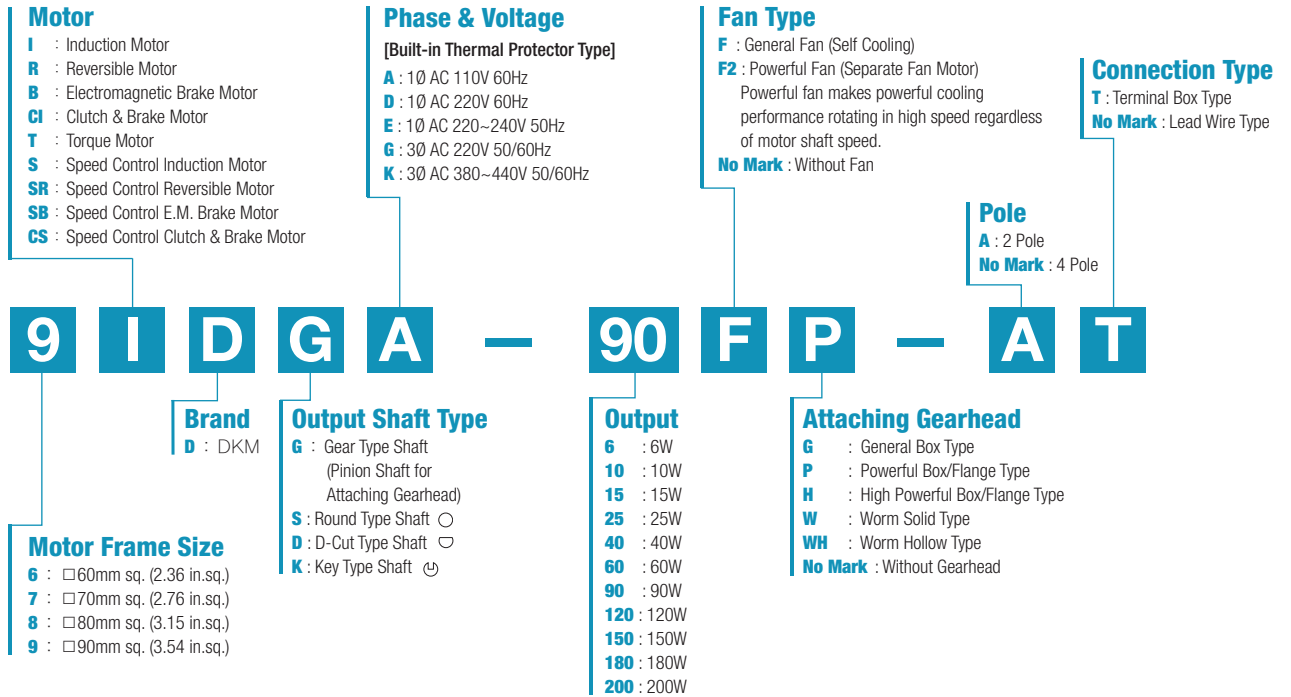 Motor
I : Induction Motor
R : Reversible Motor
B : Electromagnetic Brake Motor
CI : Clutch & Brake Motor
T : Torque Motor
S : Speed Control Induction Motor
SR : Speed Control Reversible Motor
SB : Speed Control E.M. Brake Motor
CS : Speed Control Clutch & Brake Motor
Phase & Voltage
[Built-in Thermal Protector Type]
A : 1Ø AC 110V 60Hz
D : 1Ø AC 220V 60Hz
E : 1Ø AC 220~240V 50Hz
G : 3Ø AC 220V 50/60Hz
K : 3Ø AC 380~440V 50/60Hz
Fan Type
F : General Fan (Self Cooling)
F2 : Powerful Fan (Separate Fan Motor)
Powerful fan makes powerful cooling
performance rotating in high speed regardless
of motor shaft speed.
No Mark : Without Fan
Connection Type
T : Terminal Box Type
No Mark : Lead Wire Type
Pole
A : 2 Pole
No Mark : 4 Pole
9 I D G A — 90 F P — A T
Brand
D : DKM
Output Shaft Type
G : Gear Type Shaft
(Pinion Shaft for
Attaching Gearhead)
S : Round Type Shaft
D : D-Cut Type Shaft
K : Key Type Shaft
Output
6 : 6W
10 : 10W
15 : 15W
25 : 25W
40 : 40W
60 : 60W
90 : 90W
120 : 120W
150 : 150W
180 : 180W
200 : 200W
Attaching Gearhead
G : General Box Type
P : Powerful Box/Flange Type
H : High Powerful Box/Flange Type
W : Worm Solid Type
WH : Worm Hollow Type
No Mark : Without Gearhead
Motor Frame Size
6 : □60mm sq. (2.36 in.sq.)
7 : □70mm sq. (2.76 in.sq.)
8 : □80mm sq. (3.15 in.sq.)
9 : □90mm sq. (3.54 in.sq.)